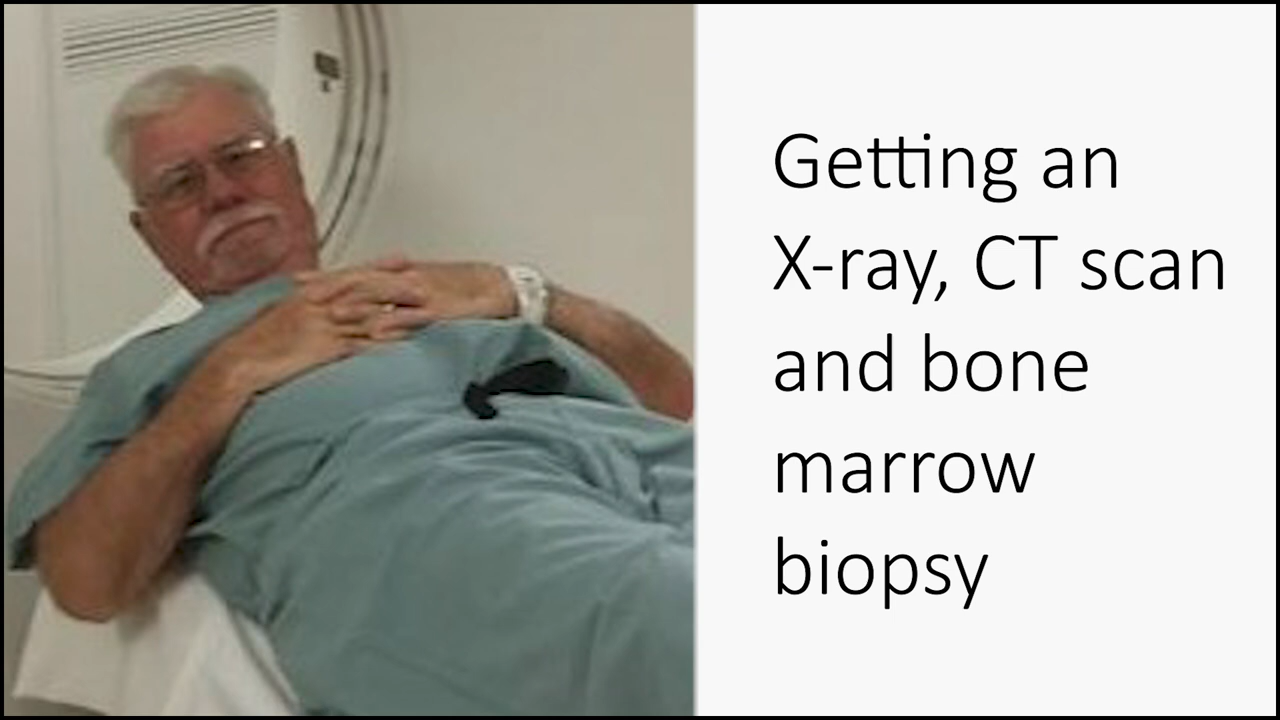 Getting an
X-ray, CT scan
and bone
marrow
biopsy